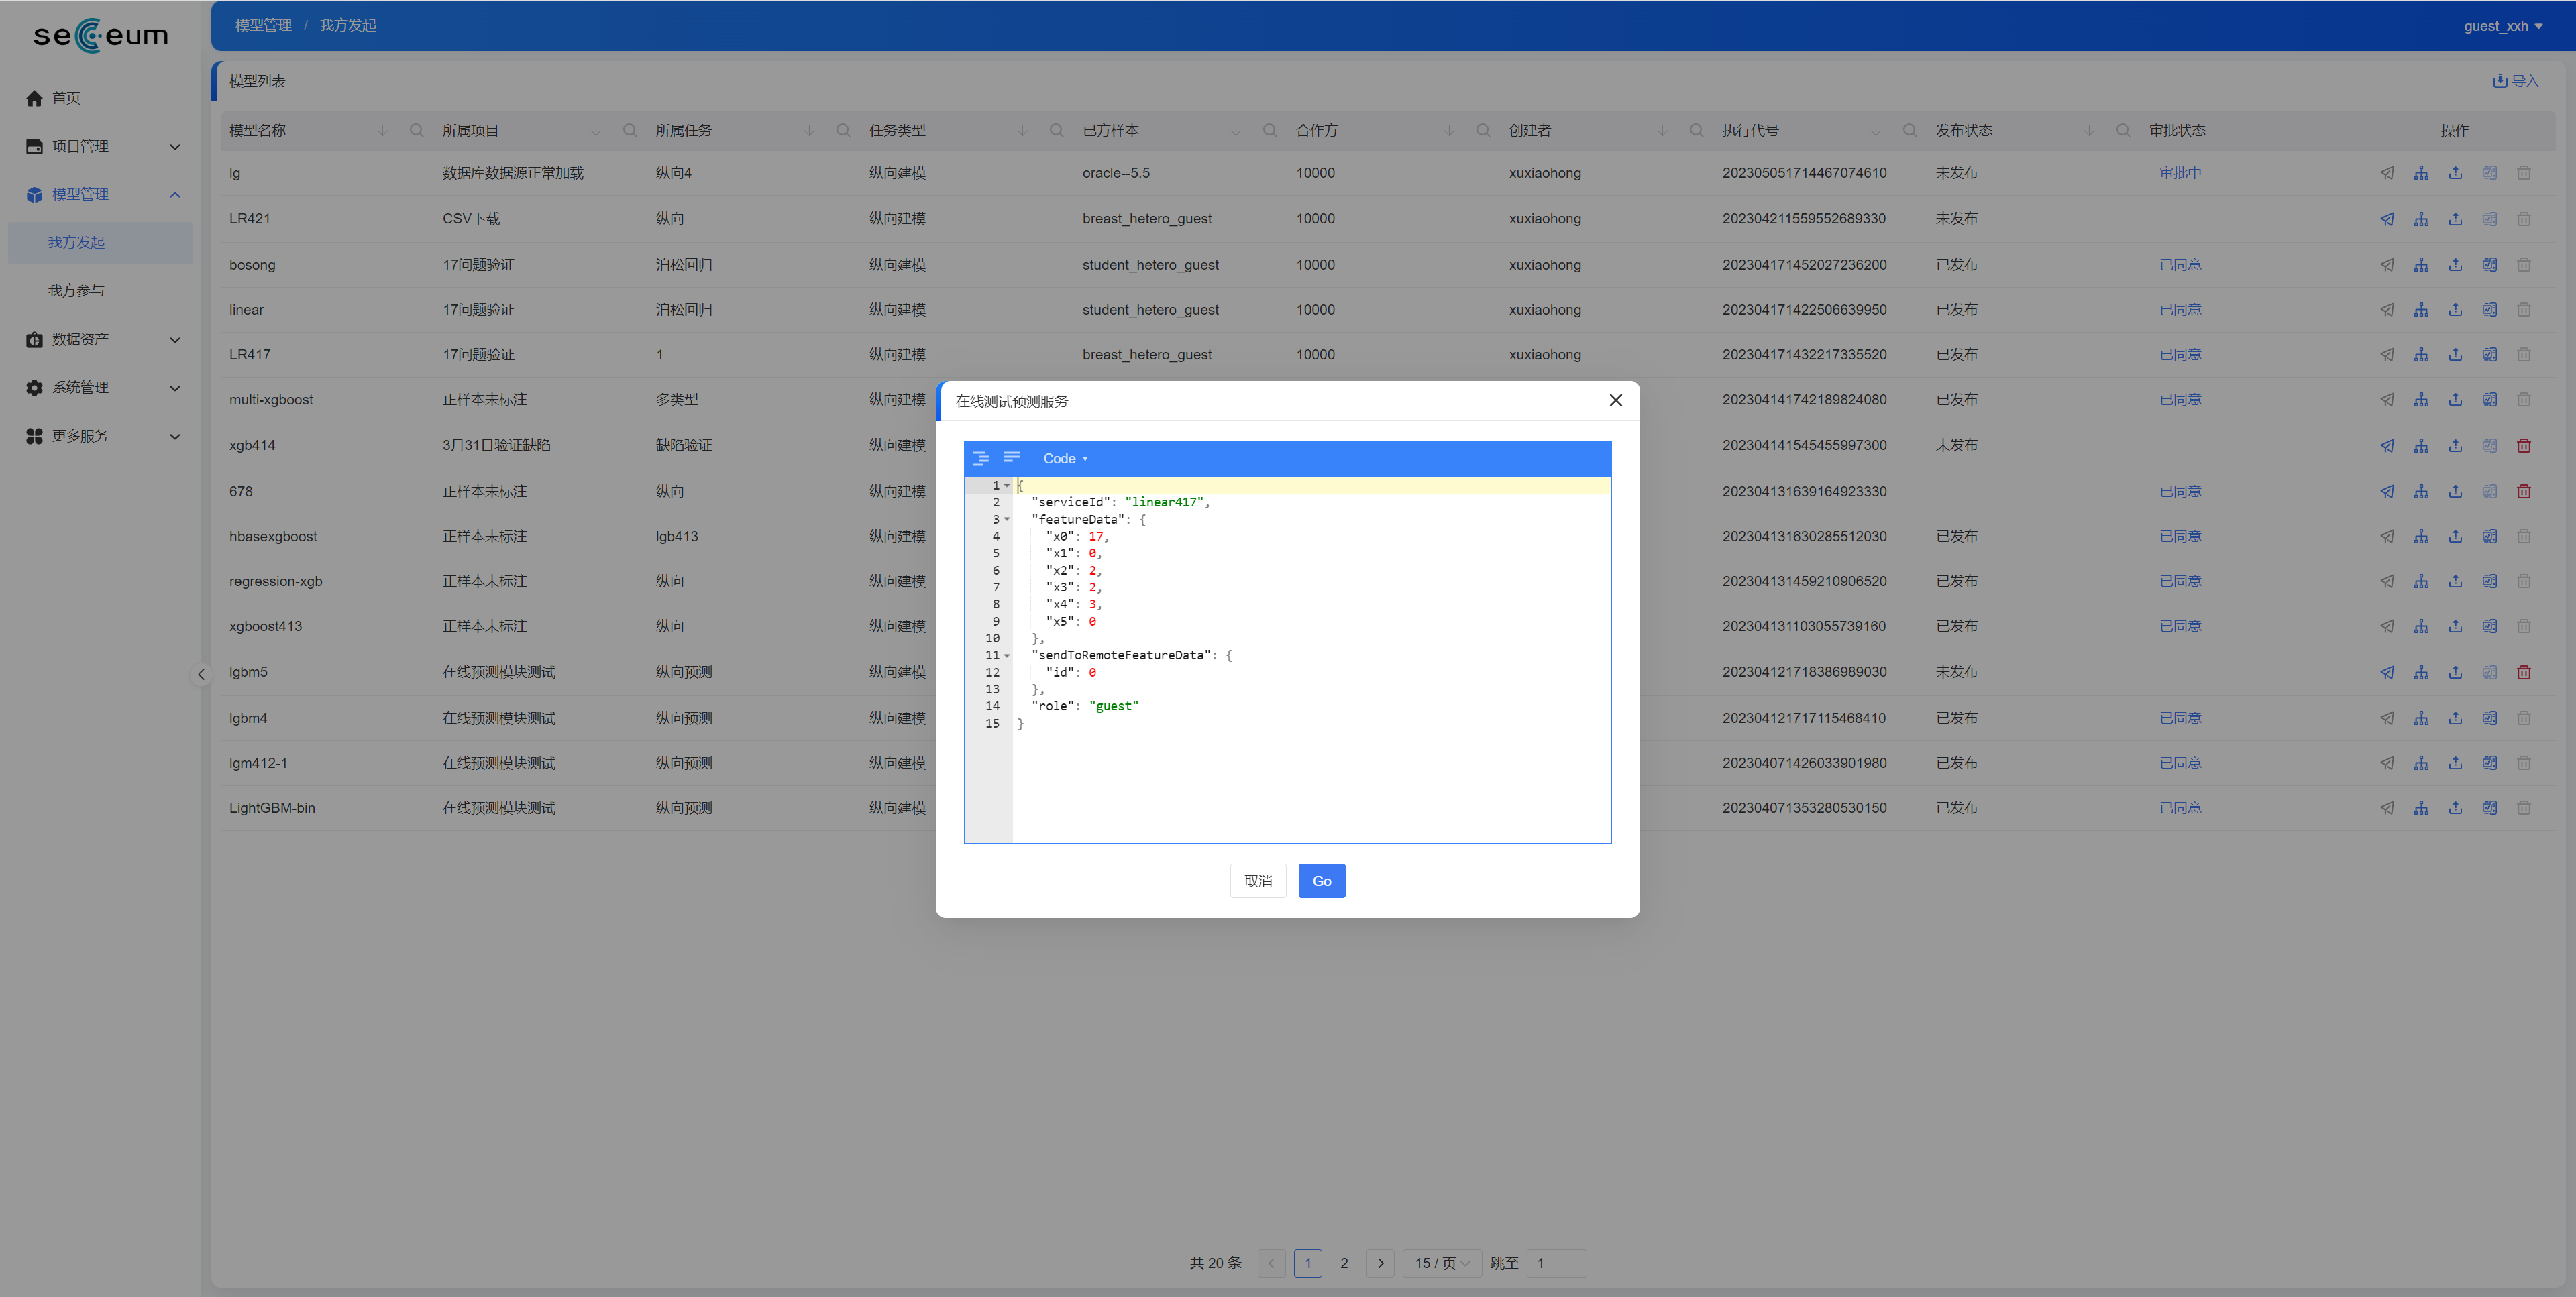 secceum
模型管理 / 我方发起
guest_xxh
首页
项目管理
模型管理
我方发起
我方参与
数据资产
系统管理
更多服务
模型列表
导入
模型名称 所属项目 所属任务 任务类型 己方样本 合作方 创建者 执行代号 发布状态 审批状态 操作
lg 数据库数据源正常加载 纵向4 纵向建模 oracle--5.5 10000 xuxiaohong 202305051714467074610 未发布 审批中
LR421 CSV下载 纵向 纵向建模 breast_hetero_guest 10000 xuxiaohong 202304211559552689330 未发布
bosong 17问题验证 泊松回归 纵向建模 student_hetero_guest 10000 xuxiaohong 202304171452027236200 已发布 已同意
linear 17问题验证 泊松回归 纵向建模 student_hetero_guest 10000 xuxiaohong 202304171422506639950 已发布 已同意
LR417 17问题验证 1 纵向建模 breast_hetero_guest 10000 xuxiaohong 202304171432217335520 已发布 已同意
multi-xgboost 正样本未标注 多类型 纵向建模 202304141742189824080 已发布 已同意
xgb414 3月31日验证缺陷 缺陷验证 纵向建模 202304141545455997300 未发布
678 正样本未标注 纵向 纵向建模 202304131639164923330 已同意
hbasexgboost 正样本未标注 lgb413 纵向建模 202304131630285512030 已发布 已同意
regression-xgb 正样本未标注 纵向 纵向建模 202304131459210906520 已发布 已同意
xgboost413 正样本未标注 纵向 纵向建模 202304131103055739160 已发布 已同意
lgbm5 在线预测模块测试 纵向预测 纵向建模 202304121718386989030 未发布
lgbm4 在线预测模块测试 纵向预测 纵向建模 202304121717115468410 已发布 已同意
lgm412-1 在线预测模块测试 纵向预测 纵向建模 202304071426033901980 已发布 已同意
LightGBM-bin 在线预测模块测试 纵向预测 纵向建模 202304071353280530150 已发布 已同意
在线测试预测服务
Code
1 {
2 "serviceId": "linear417",
3 "featureData": {
4 "x0": 17,
5 "x1": 0,
6 "x2": 2,
7 "x3": 2,
8 "x4": 3,
9 "x5": 0
10 },
11 "sendToRemoteFeatureData": {
12 "id": 0
13 },
14 "role": "guest"
15 }
取消 Go
共 20 条 1 2 15 / 页 跳至 1